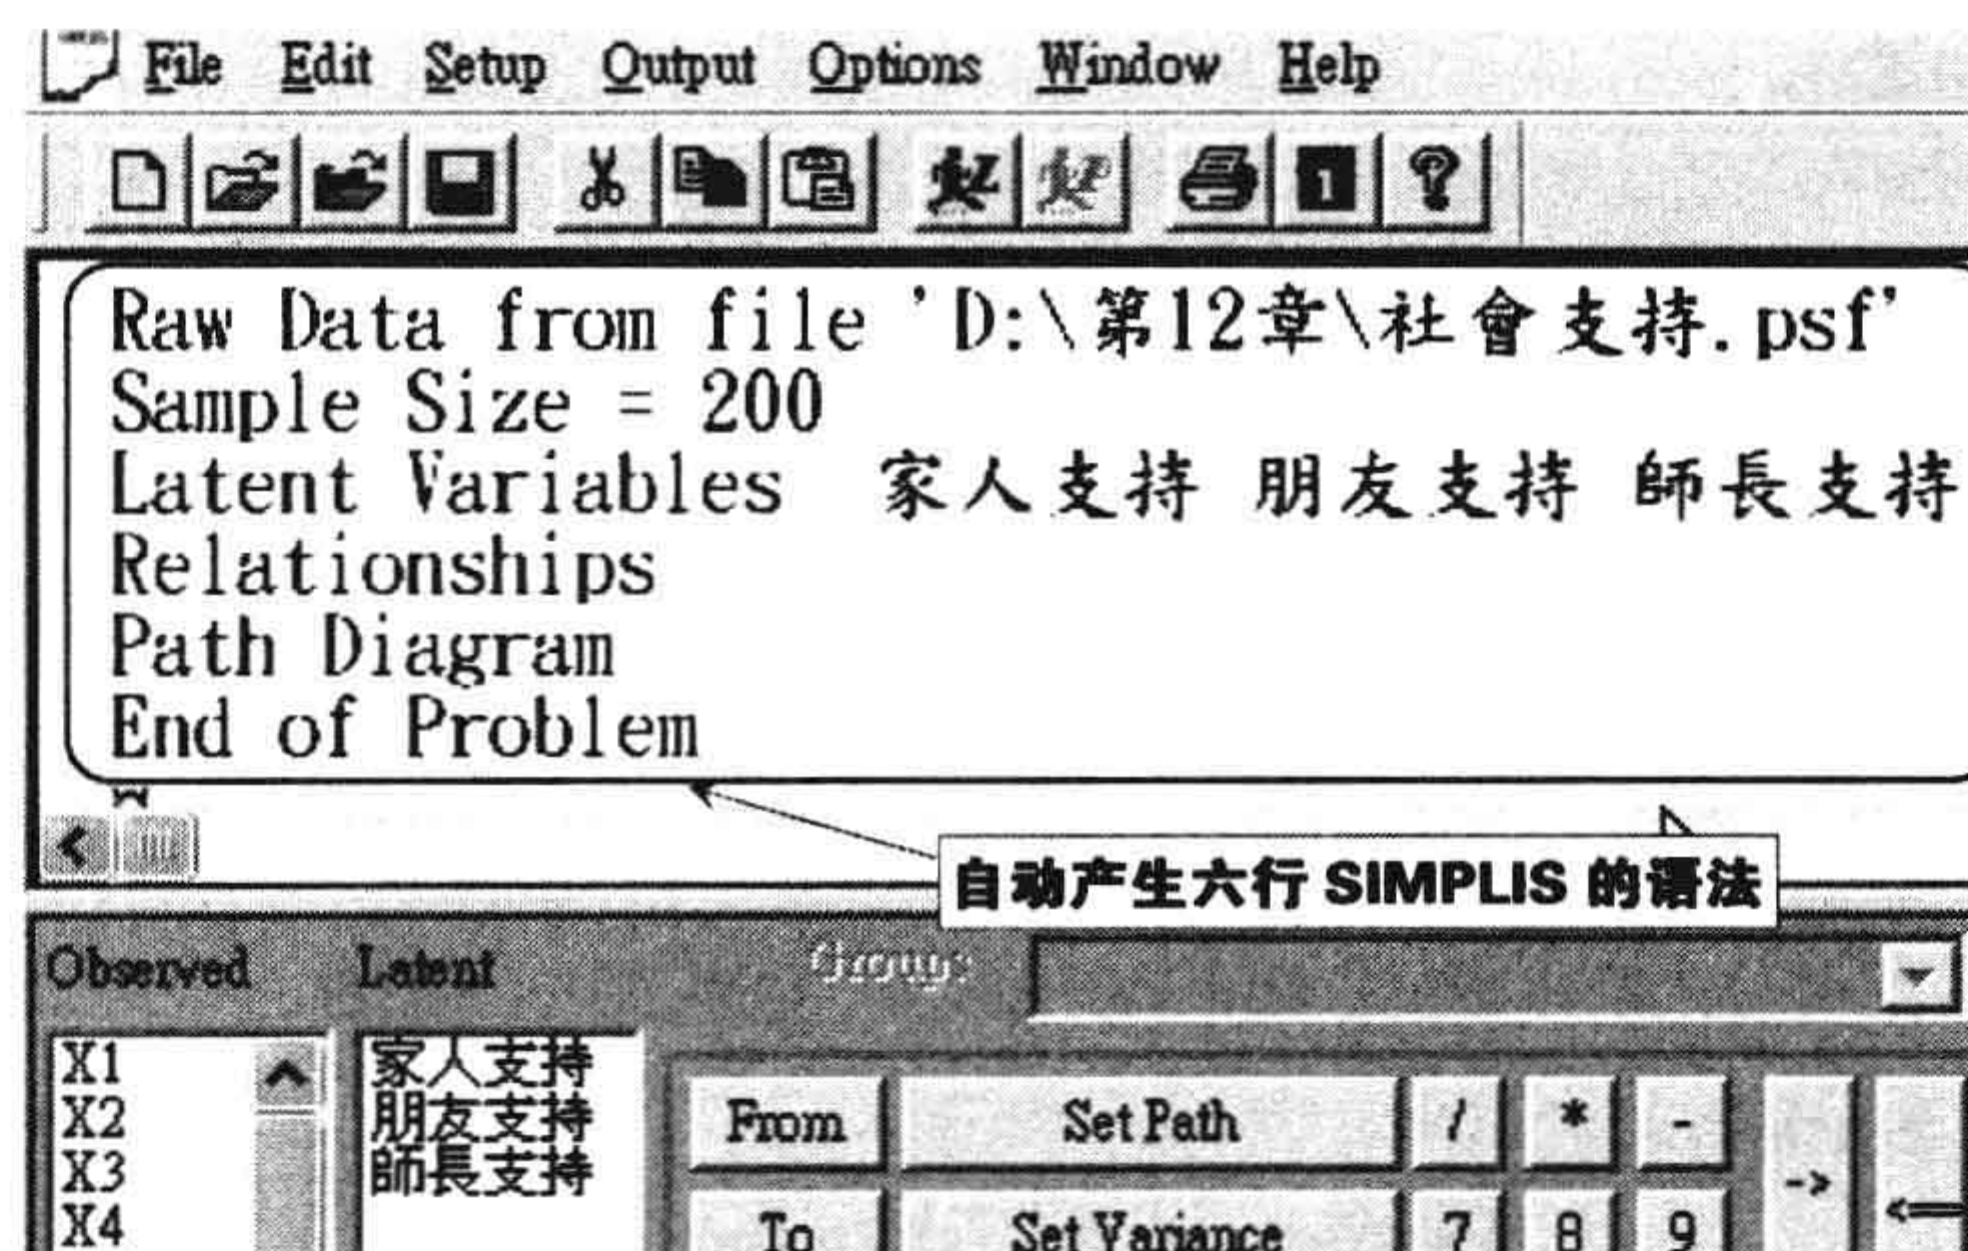 File Edit Setup Output Options Window Help
Raw Data from file 'D:\第12章\社會支持.psf'
Sample Size = 200
Latent Variables 家人支持 朋友支持 師長支持
Relationships
Path Diagram
End of Problem
自动产生六行 SIMPLIS 的语法
Observed Latent Group:
X1 家人支持
X2 朋友支持
X3 師長支持
X4
From Set Path / * - ->
To Set Variance 7 8 9